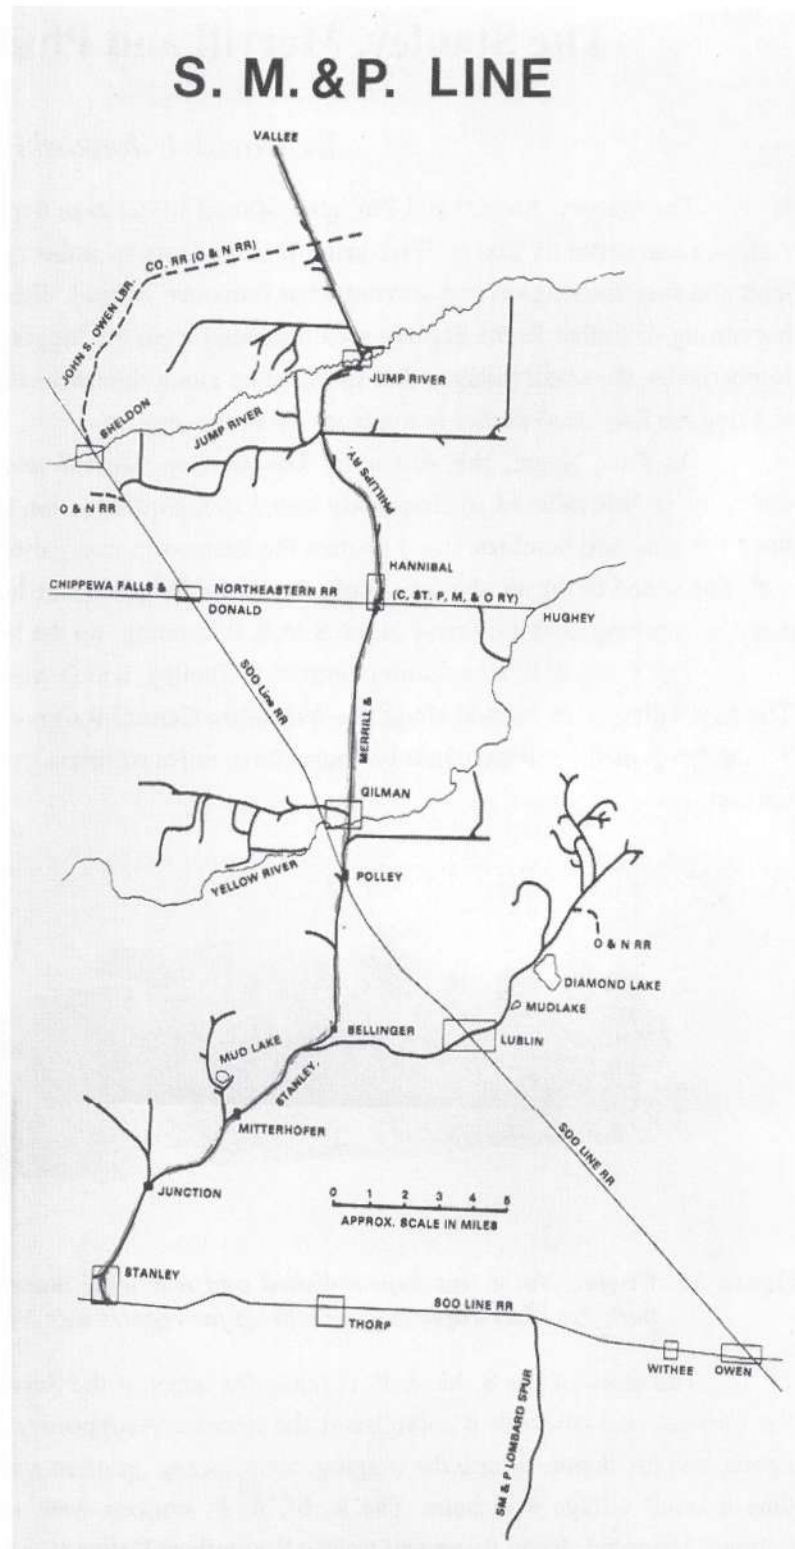 S. M. & P. LINE
VALLEE
CO. RR (O & N RR)
JOHN S. OWEN LBR.
SHELDON
JUMP RIVER
JUMP RIVER
PHILLIPS RY.
O & N RR
HANNIBAL
CHIPPEWA FALLS & NORTHEASTERN RR (C. ST. P, M, & O RY)
DONALD
HUGHEY
SOO Line RR
MERRILL &
GILMAN
YELLOW RIVER
POLLEY
O & N RR
DIAMOND LAKE
MUDLAKE
BELLINGER
LUBLIN
MUD LAKE
STANLEY,
MITTERHOFER
SOO LINE RR
JUNCTION
0 1 2 3 4 5
APPROX. SCALE IN MILES
STANLEY
SOO LINE RR
THORP
WITHEE
OWEN
SM & P LOMBARD SPUR